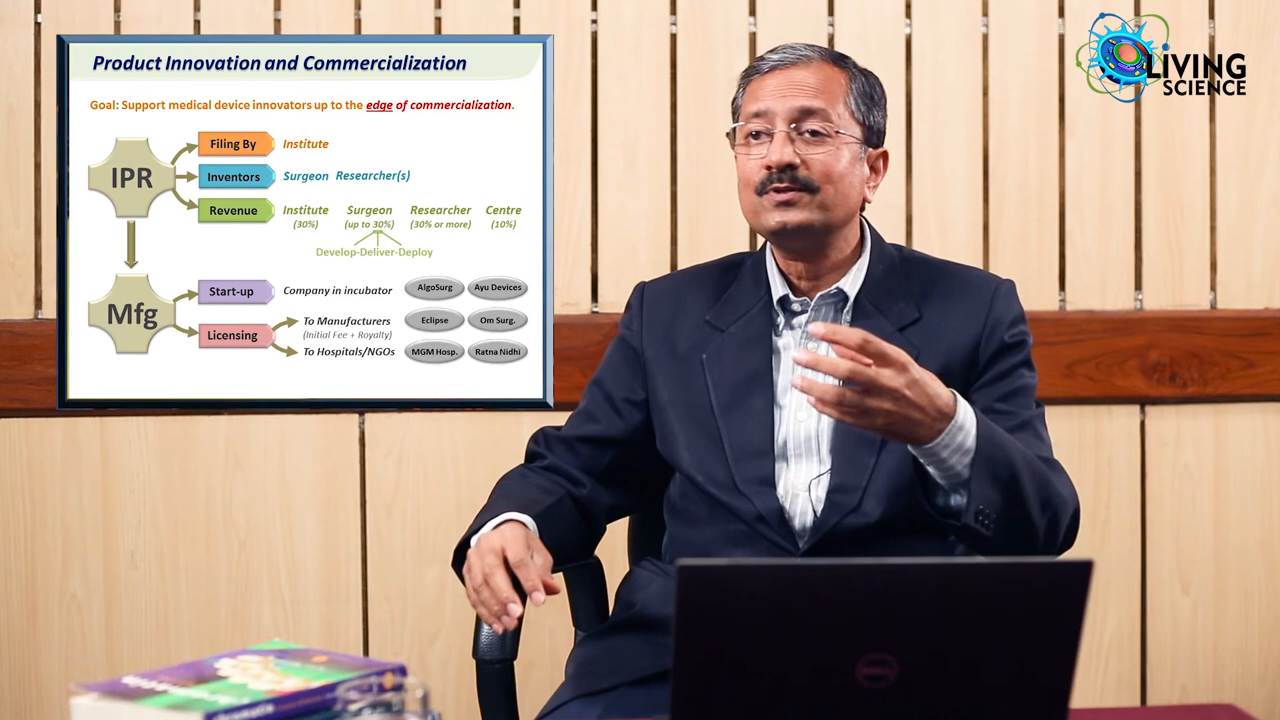 Product Innovation and Commercialization
Goal: Support medical device innovators up to the edge of commercialization.
IPR
Filing By
Institute
Inventors
Surgeon Researcher(s)
Revenue
Institute Surgeon Researcher Centre
(30%) (up to 30%) (30% or more) (10%)
Develop-Deliver-Deploy
Mfg
Start-up
Company in incubator
AlgoSurg Ayu Devices
Licensing
To Manufacturers
(Initial Fee + Royalty)
Eclipse Om Surg.
To Hospitals/NGOs
MGM Hosp. Ratna Nidhi
LIVING
SCIENCE